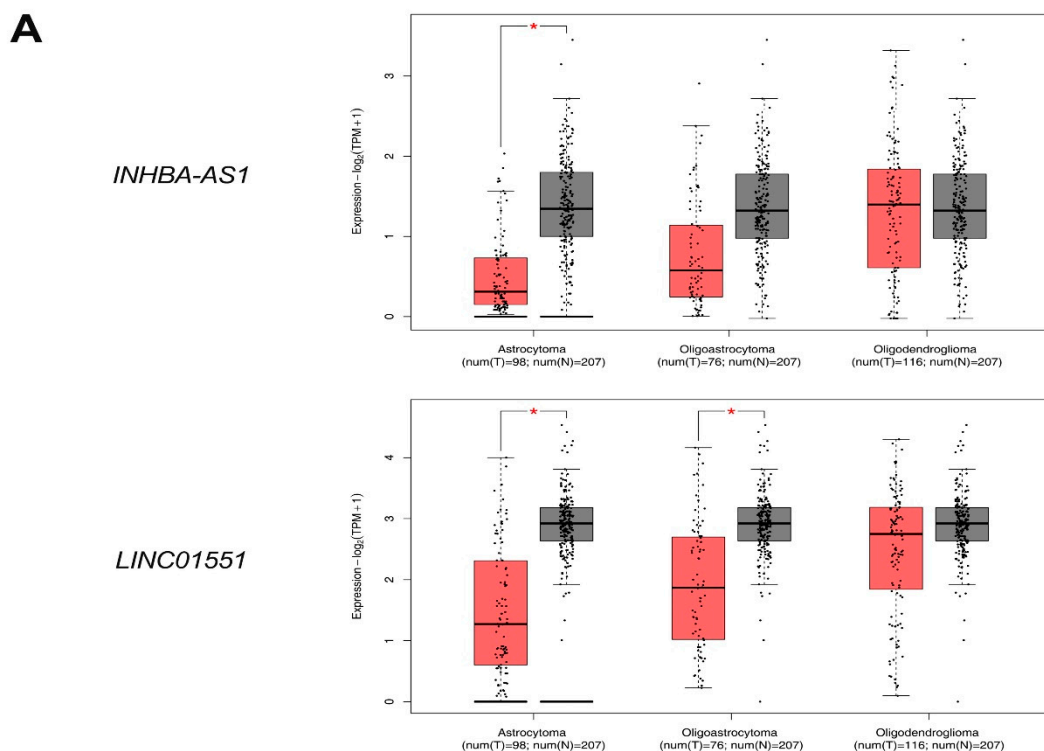 A
INHBA-AS1
Expression − log2(TPM + 1)
3
2
1
0
*
Astrocytoma
(num(T)=98; num(N)=207)
Oligoastrocytoma
(num(T)=76; num(N)=207)
Oligodendroglioma
(num(T)=116; num(N)=207)
LINC01551
Expression − log2(TPM + 1)
4
3
2
1
0
*
*
Astrocytoma
(num(T)=98; num(N)=207)
Oligoastrocytoma
(num(T)=76; num(N)=207)
Oligodendroglioma
(num(T)=116; num(N)=207)